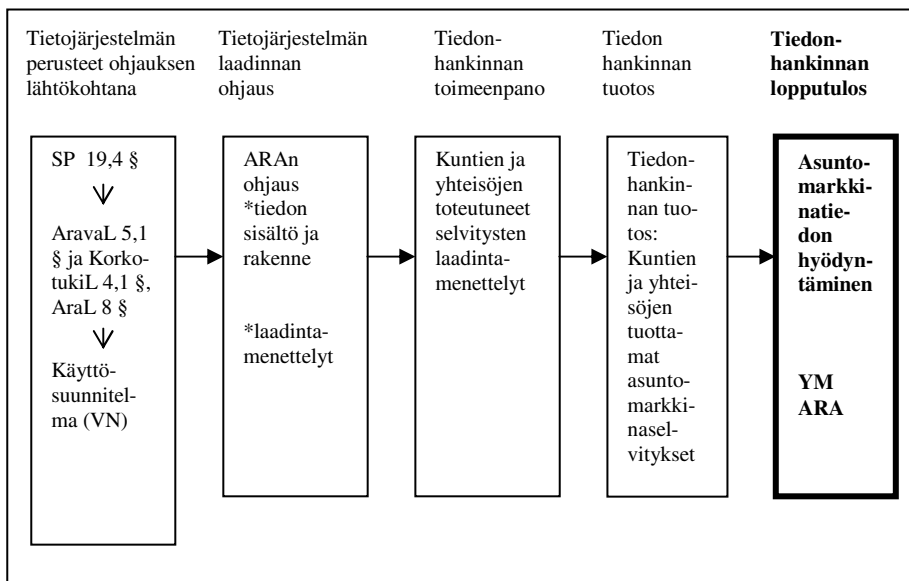 Tietojärjestelmän
perusteet ohjauksen
lähtökohtana
Tietojärjestelmän
laadinnan
ohjaus
Tiedon-
hankinnan
toimeenpano
Tiedon
hankinnan
tuotos
Tiedon-
hankinnan
lopputulos
SP 19,4 §
AravaL 5,1
§ ja Korko-
tukiL 4,1 §,
AraL 8 §
Käyttö-
suunnitel-
ma (VN)
ARAn
ohjaus
*tiedon
sisältö ja
rakenne
*laadinta-
menettelyt
Kuntien ja
yhteisöjen
toteutuneet
selvitysten
laadinta-
menettelyt
Tiedon-
hankin-
nan tuo-
tos:
Kuntien
ja yhtei-
söjen
tuotta-
mat
asunto-
markki-
nasel-
vitykset
Asunto-
markki-
natie-
don
hyödyn-
täminen
YM
ARA